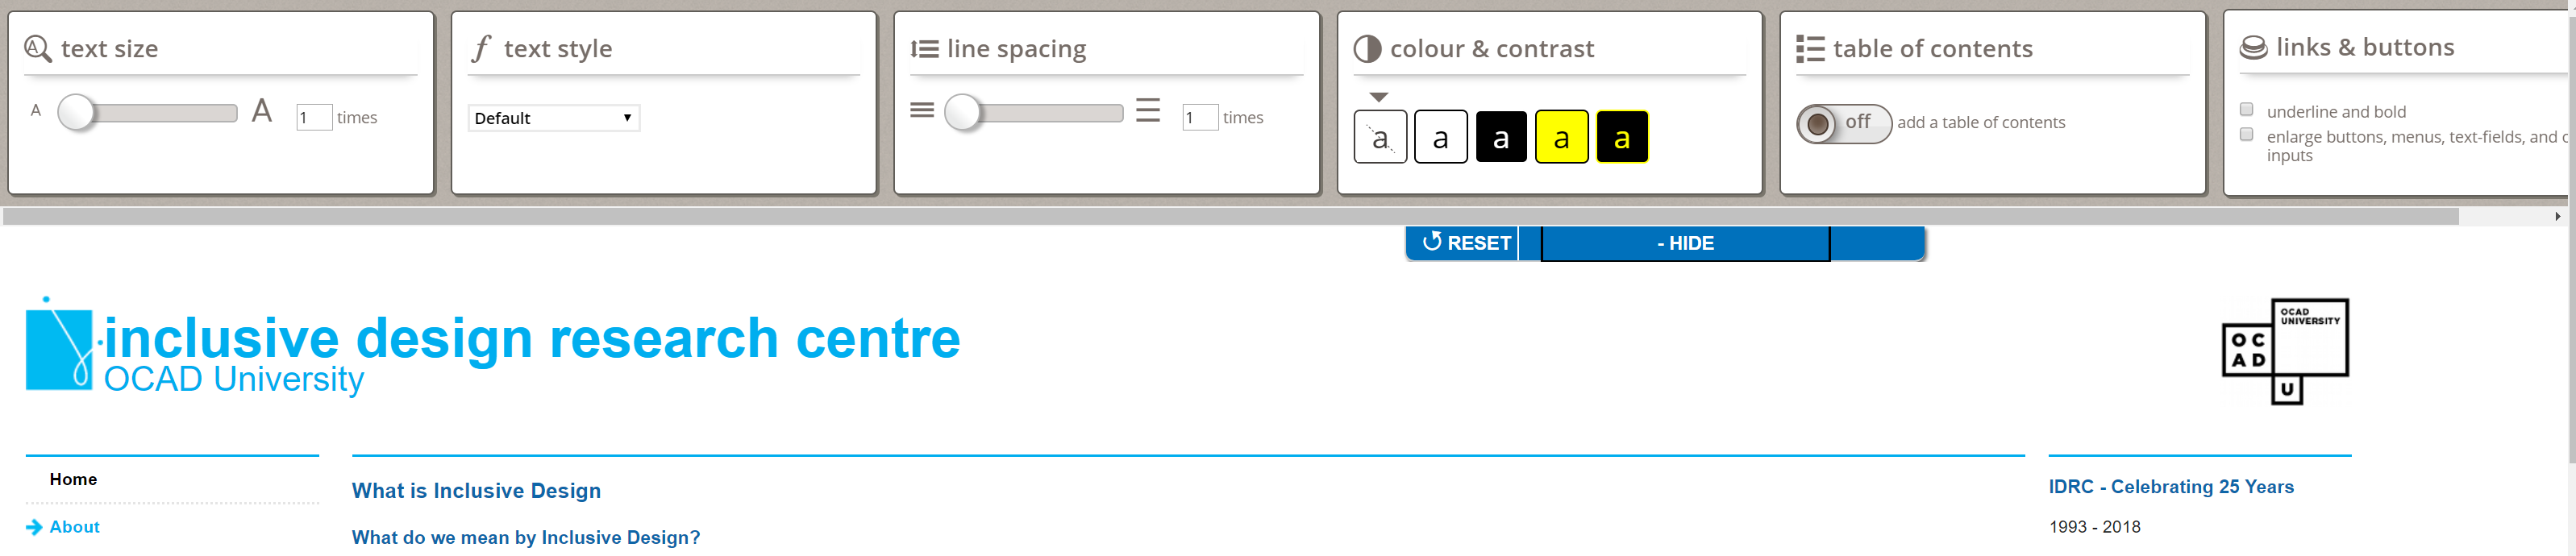 text size
A A 1 times
text style
Default
line spacing
1 times
colour & contrast
a a a a a
table of contents
off add a table of contents
links & buttons
underline and bold
enlarge buttons, menus, text-fields, and
inputs
RESET - HIDE
inclusive design research centre
OCAD University
OCAD
UNIVERSITY
OC
AD
U
Home
About
What is Inclusive Design
What do we mean by Inclusive Design?
IDRC - Celebrating 25 Years
1993 - 2018